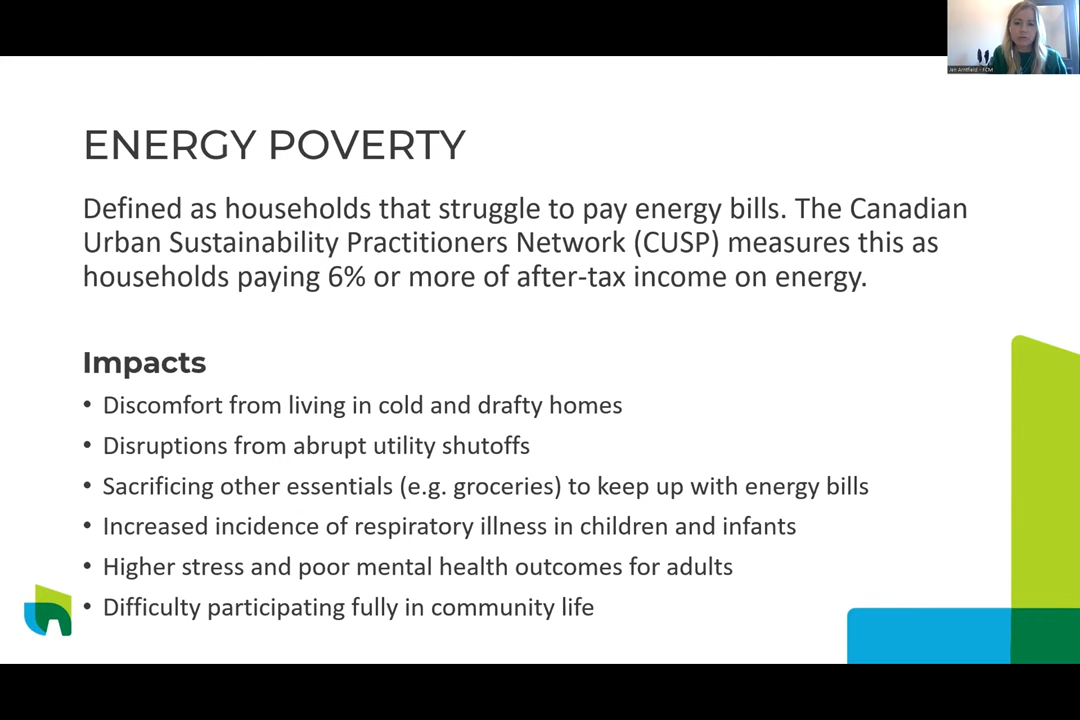 Jen Arntfield - FCM
ENERGY POVERTY
Defined as households that struggle to pay energy bills. The Canadian
Urban Sustainability Practitioners Network (CUSP) measures this as
households paying 6% or more of after-tax income on energy.
Impacts
• Discomfort from living in cold and drafty homes
• Disruptions from abrupt utility shutoffs
• Sacrificing other essentials (e.g. groceries) to keep up with energy bills
• Increased incidence of respiratory illness in children and infants
• Higher stress and poor mental health outcomes for adults
• Difficulty participating fully in community life